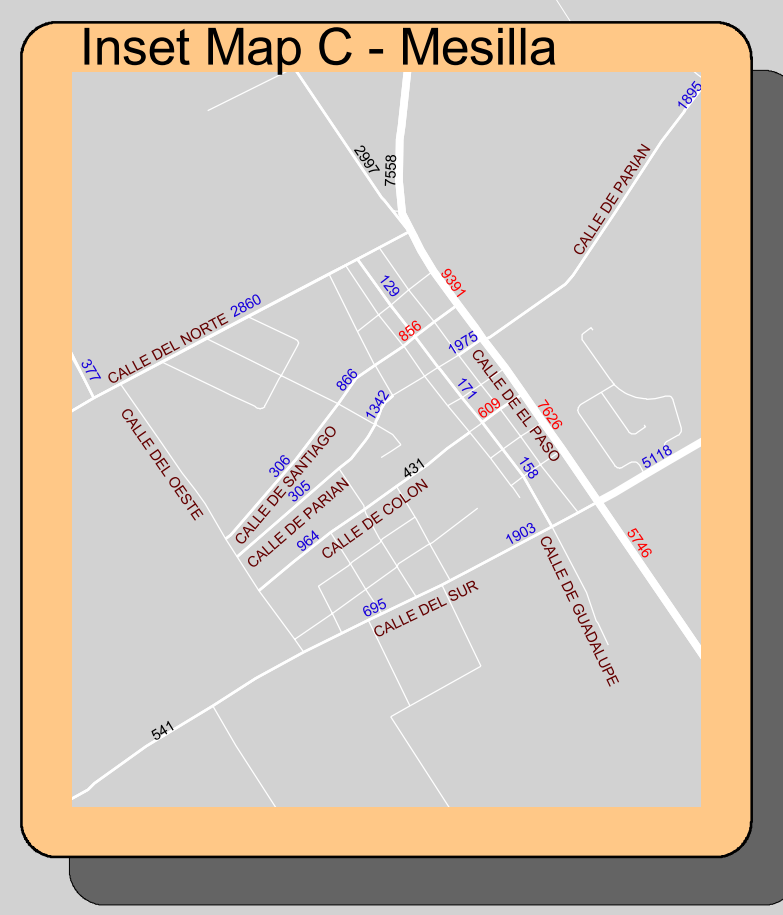 Inset Map C - Mesilla
1895
2997
7558
CALLE DE PARIAN
129
9391
2860
856
CALLE DEL NORTE
1975
377
866
CALLE DE EL PASO
171
1342
609
7626
CALLE DEL OESTE
CALLE DE SANTIAGO
306
431
158
5118
305
CALLE DE PARIAN
CALLE DE COLON
964
1903
5746
CALLE DE GUADALUPE
695
CALLE DEL SUR
541